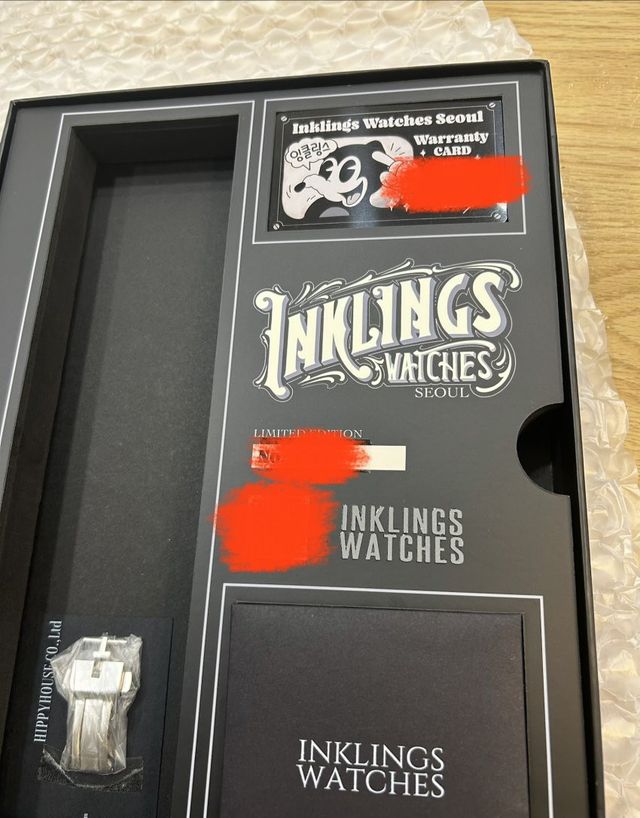 Inklings Watches Seoul
Warranty
CARD
잉클링스
INKLINGS
WATCHES
SEOUL
LIMITED EDITION
INKLINGS
WATCHES
HIPPYHOUSE CO.,Ltd
INKLINGS
WATCHES